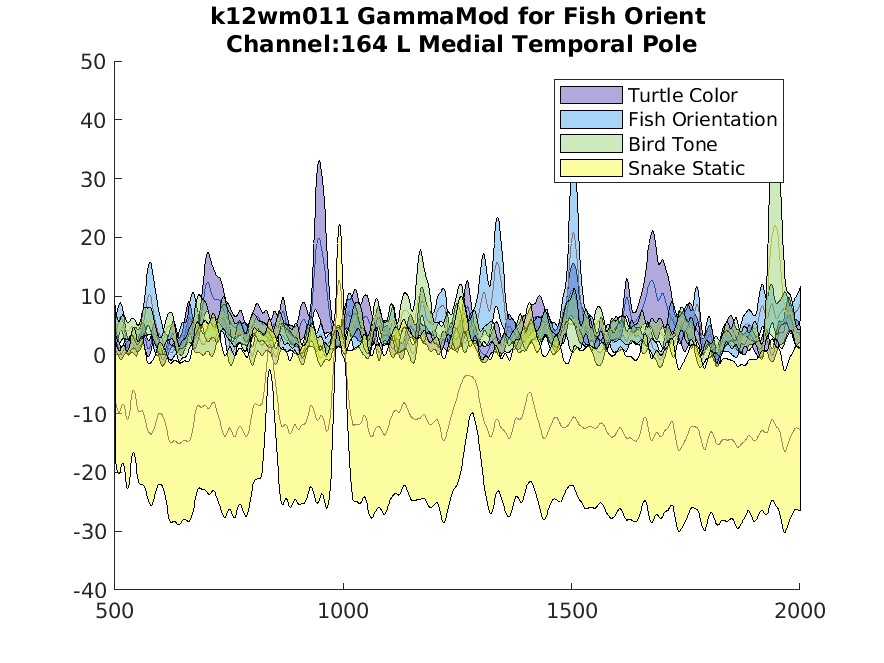 k12wm011 GammaMod for Fish Orient
Channel:164 L Medial Temporal Pole
50
40
30
20
10
0
-10
-20
-30
-40
500
1000
1500
2000
Turtle Color
Fish Orientation
Bird Tone
Snake Static